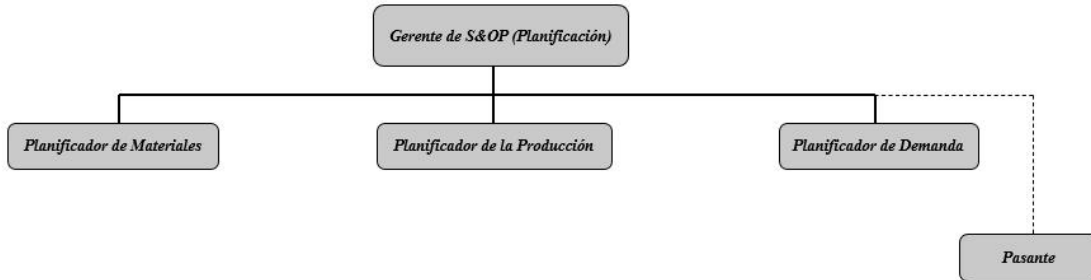 Gerente de S&OP (Planificación)
Planificador de Materiales
Planificador de la Producción
Planificador de Demanda
Pasante